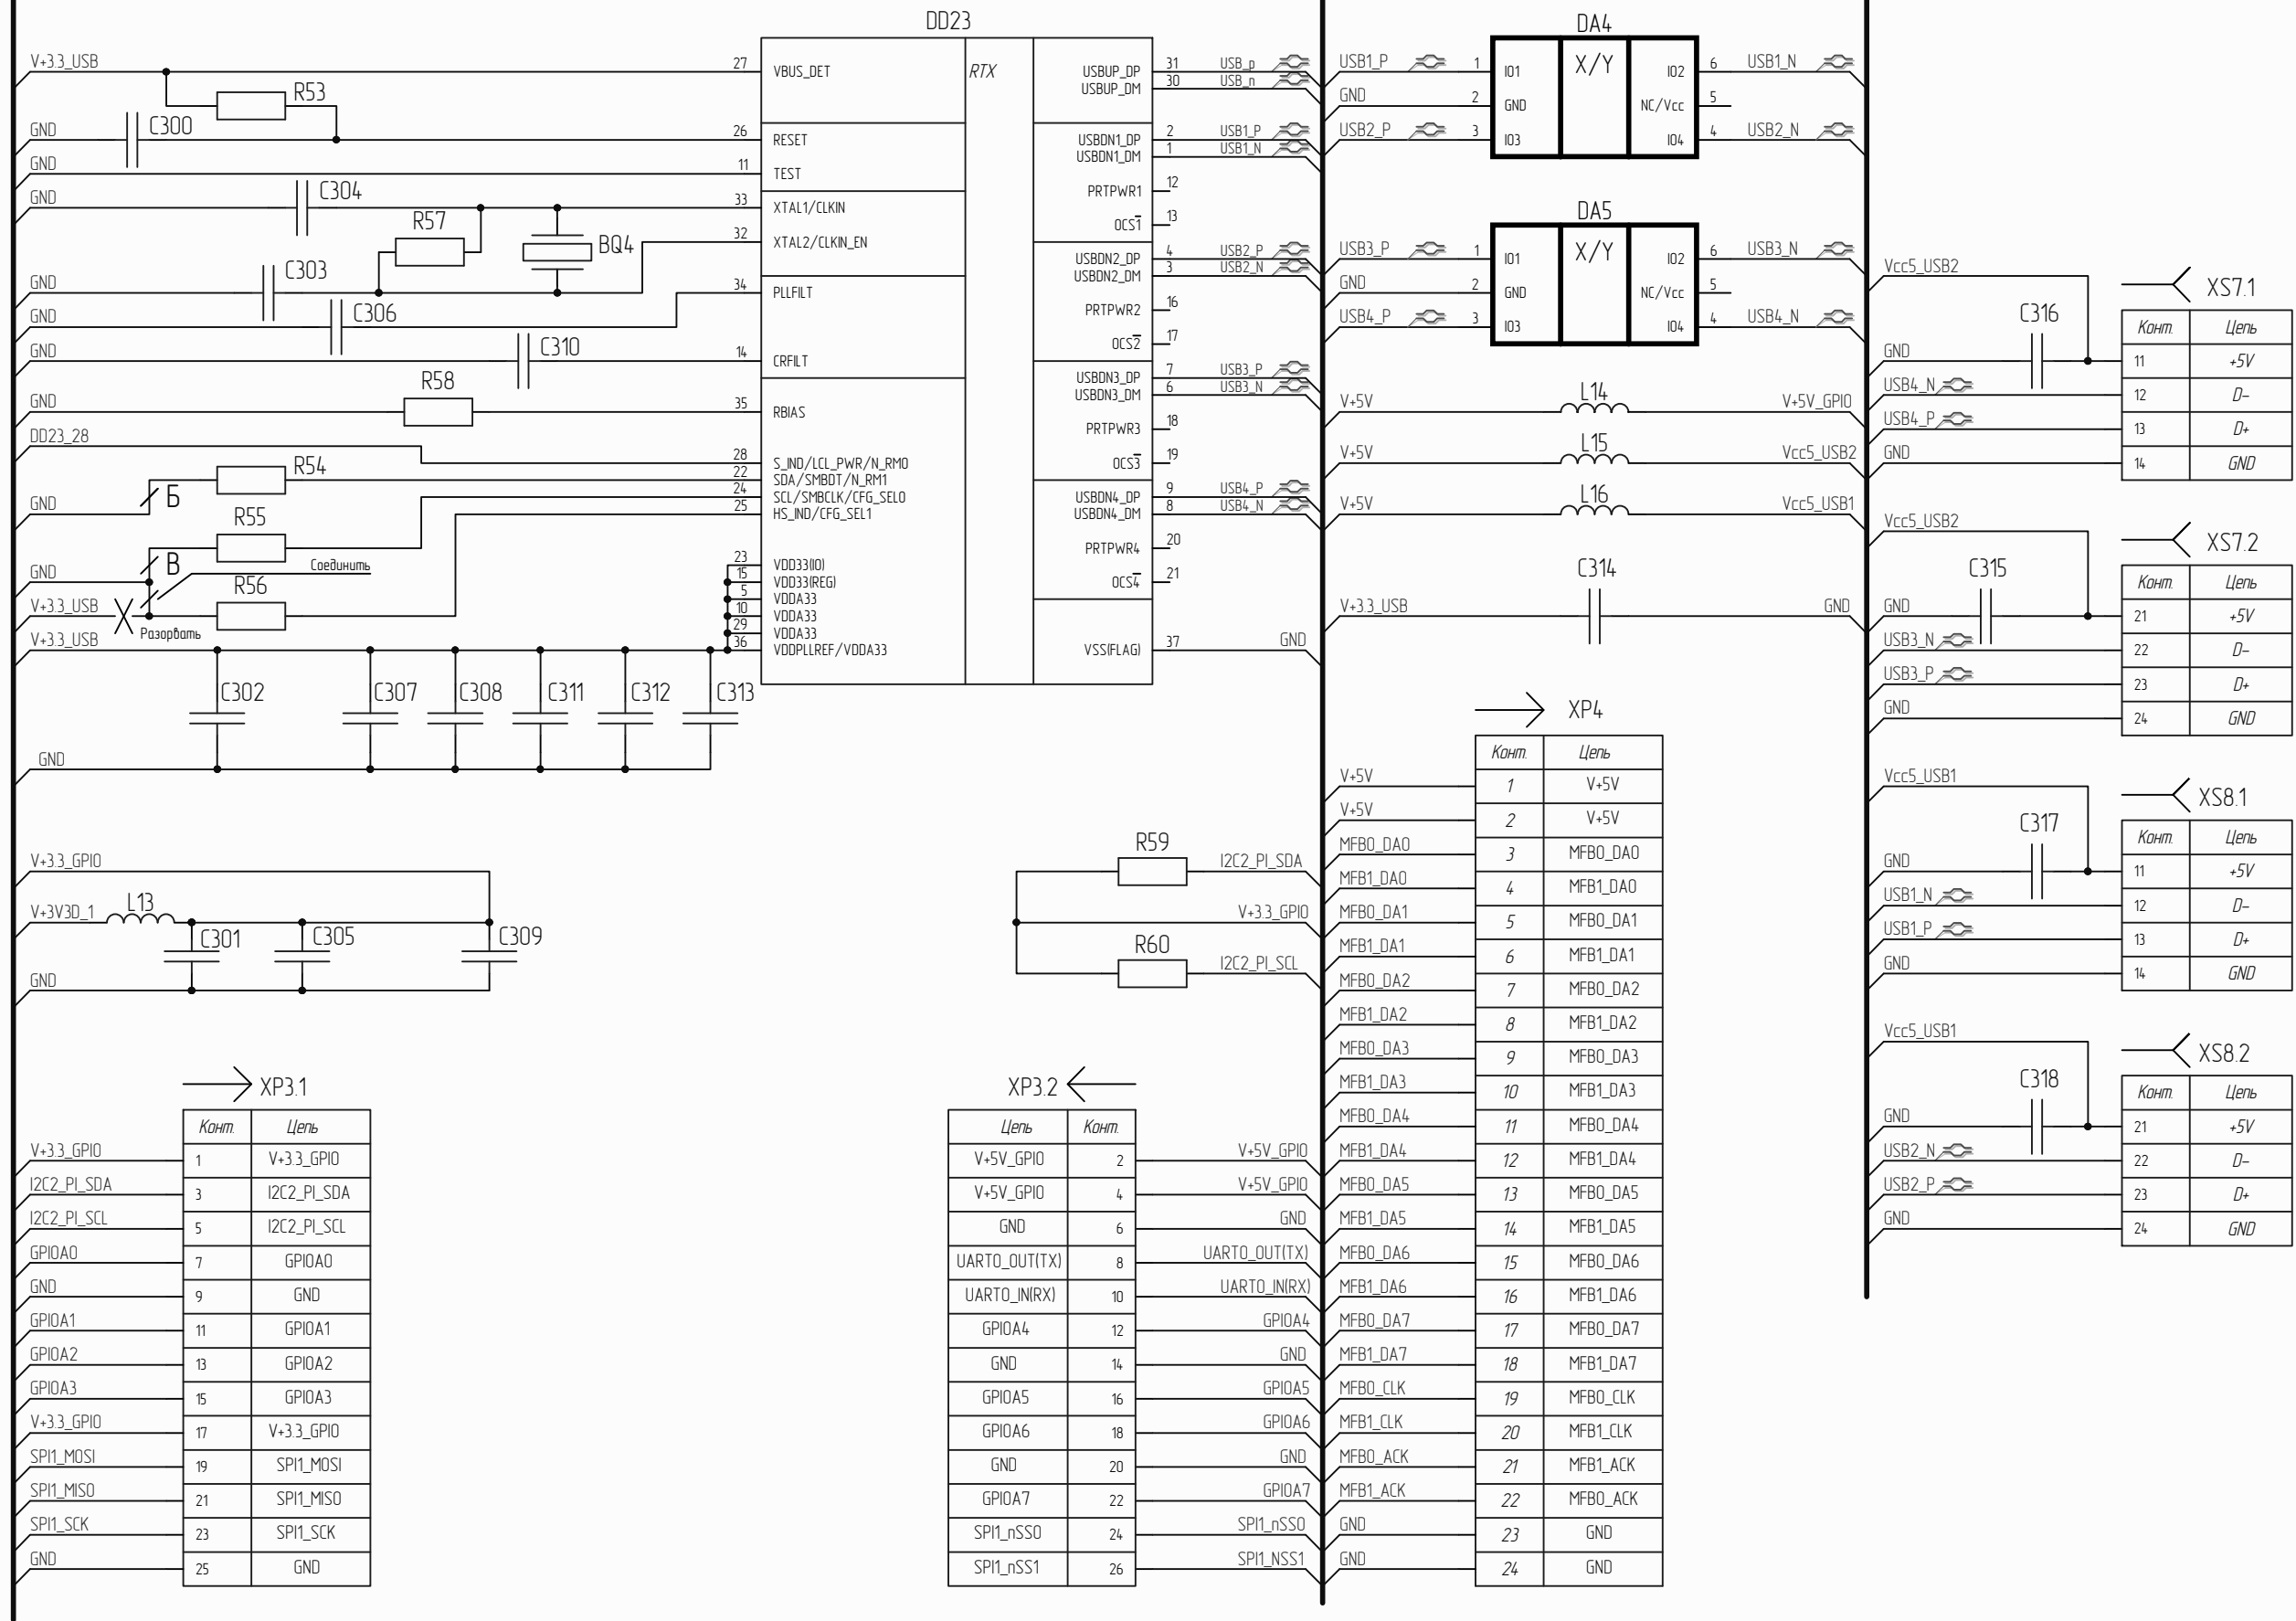 DD23
V+3.3_USB
27
VBUS_DET
RTX
R53
GND
C300
26
RESET
GND
11
TEST
GND
C304
33
XTAL1/CLKIN
R57
BQ4
32
XTAL2/CLKIN_EN
GND
C303
34
PLLFILT
GND
C306
GND
C310
14
CRFILT
GND
R58
35
RBIAS
DD23_28
28
S_IND/LCL_PWR/N_RM0
R54
22
SDA/SMBDT/N_RM1
GND
Б
24
SCL/SMBCLK/CFG_SEL0
R55
25
HS_IND/CFG_SEL1
GND
В
Соединить
R56
V+3.3_USB
Разорвать
V+3.3_USB
23
VDD33(IO)
15
VDD33(REG)
5
VDDA33
10
VDDA33
29
VDDA33
36
VDDPLLREF/VDDA33
USBUP_DP
31
USB_p
USBUP_DM
30
USB_n
USBDN1_DP
2
USB1_P
USBDN1_DM
1
USB1_N
PRTPWR1
12
OCS1
13
USBDN2_DP
4
USB2_P
USBDN2_DM
3
USB2_N
PRTPWR2
16
OCS2
17
USBDN3_DP
7
USB3_P
USBDN3_DM
6
USB3_N
PRTPWR3
18
OCS3
19
USBDN4_DP
9
USB4_P
USBDN4_DM
8
USB4_N
PRTPWR4
20
OCS4
21
VSS(FLAG)
37
GND
C302
C307
C308
C311
C312
C313
GND
V+3.3_GPIO
V+3V3D_1
L13
C301
C305
C309
GND
R59
I2C2_PI_SDA
V+3.3_GPIO
R60
I2C2_PI_SCL
DA4
USB1_P
1
IO1
X/Y
IO2
6
USB1_N
GND
2
GND
NC/Vcc
5
USB2_P
3
IO3
IO4
4
USB2_N
DA5
USB3_P
1
IO1
X/Y
IO2
6
USB3_N
GND
2
GND
NC/Vcc
5
USB4_P
3
IO3
IO4
4
USB4_N
V+5V
L14
V+5V_GPIO
V+5V
L15
Vcc5_USB2
V+5V
L16
Vcc5_USB1
C314
V+3.3_USB
GND
XP3.1
Конт. Цепь
V+3.3_GPIO 1 V+3.3_GPIO
I2C2_PI_SDA 3 I2C2_PI_SDA
I2C2_PI_SCL 5 I2C2_PI_SCL
GPIOA0 7 GPIOA0
GND 9 GND
GPIOA1 11 GPIOA1
GPIOA2 13 GPIOA2
GPIOA3 15 GPIOA3
V+3.3_GPIO 17 V+3.3_GPIO
SPI1_MOSI 19 SPI1_MOSI
SPI1_MISO 21 SPI1_MISO
SPI1_SCK 23 SPI1_SCK
GND 25 GND
XP3.2
Цепь Конт.
V+5V_GPIO 2 V+5V_GPIO
V+5V_GPIO 4 V+5V_GPIO
GND 6 GND
UART0_OUT(TX) 8 UART0_OUT(TX)
UART0_IN(RX) 10 UART0_IN(RX)
GPIOA4 12 GPIOA4
GND 14 GND
GPIOA5 16 GPIOA5
GPIOA6 18 GPIOA6
GND 20 GND
GPIOA7 22 GPIOA7
SPI1_nSS0 24 SPI1_nSS0
SPI1_nSS1 26 SPI1_NSS1
XP4
Конт. Цепь
V+5V 1 V+5V
V+5V 2 V+5V
MFB0_DA0 3 MFB0_DA0
MFB1_DA0 4 MFB1_DA0
MFB0_DA1 5 MFB0_DA1
MFB1_DA1 6 MFB1_DA1
MFB0_DA2 7 MFB0_DA2
MFB1_DA2 8 MFB1_DA2
MFB0_DA3 9 MFB0_DA3
MFB1_DA3 10 MFB1_DA3
MFB0_DA4 11 MFB0_DA4
MFB1_DA4 12 MFB1_DA4
MFB0_DA5 13 MFB0_DA5
MFB1_DA5 14 MFB1_DA5
MFB0_DA6 15 MFB0_DA6
MFB1_DA6 16 MFB1_DA6
MFB0_DA7 17 MFB0_DA7
MFB1_DA7 18 MFB1_DA7
MFB0_CLK 19 MFB0_CLK
MFB1_CLK 20 MFB1_CLK
MFB0_ACK 21 MFB1_ACK
MFB1_ACK 22 MFB0_ACK
GND 23 GND
GND 24 GND
XS7.1
Vcc5_USB2
C316
Конт. Цепь
GND 11 +5V
USB4_N 12 D-
USB4_P 13 D+
GND 14 GND
XS7.2
Vcc5_USB2
C315
Конт. Цепь
GND 21 +5V
USB3_N 22 D-
USB3_P 23 D+
GND 24 GND
XS8.1
Vcc5_USB1
C317
Конт. Цепь
GND 11 +5V
USB1_N 12 D-
USB1_P 13 D+
GND 14 GND
XS8.2
Vcc5_USB1
C318
Конт. Цепь
GND 21 +5V
USB2_N 22 D-
USB2_P 23 D+
GND 24 GND